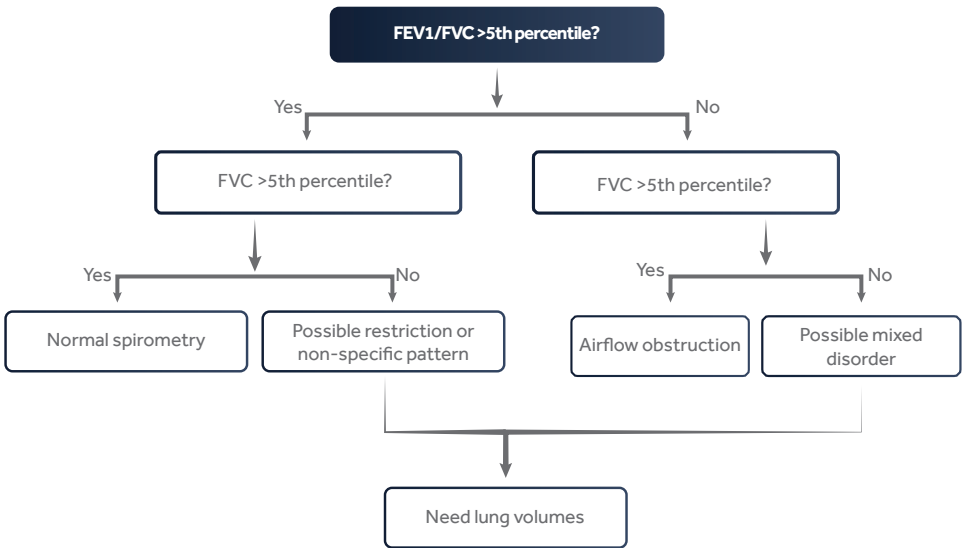 FEV1/FVC >5th percentile?
Yes
No
FVC >5th percentile?
FVC >5th percentile?
Yes
No
Yes
No
Normal spirometry
Possible restriction or
non-specific pattern
Airflow obstruction
Possible mixed
disorder
Need lung volumes